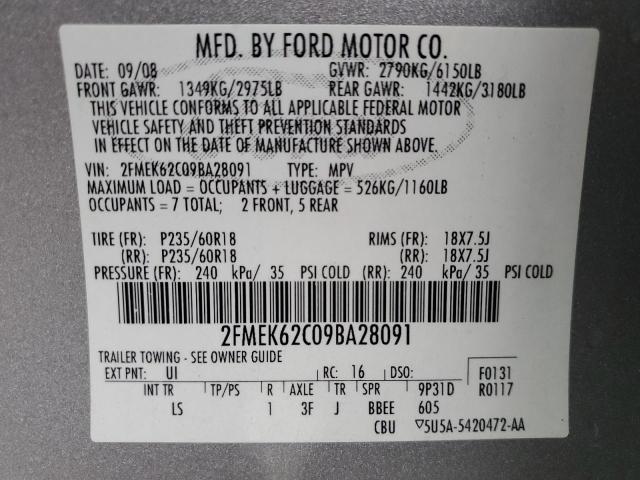 MFD. BY FORD MOTOR CO.
DATE: 09/08 GVWR: 2790KG/6150LB
FRONT GAWR: 1349KG/2975LB REAR GAWR: 1442KG/3180LB
THIS VEHICLE CONFORMS TO ALL APPLICABLE FEDERAL MOTOR
VEHICLE SAFETY AND THEFT PREVENTION STANDARDS
IN EFFECT ON THE DATE OF MANUFACTURE SHOWN ABOVE.
VIN: 2FMEK62C09BA28091 TYPE: MPV
MAXIMUM LOAD = OCCUPANTS + LUGGAGE = 526KG/1160LB
OCCUPANTS = 7 TOTAL; 2 FRONT, 5 REAR
TIRE (FR): P235/60R18 RIMS (FR): 18X7.5J
(RR): P235/60R18 (RR): 18X7.5J
PRESSURE (FR): 240 kPa/ 35 PSI COLD (RR): 240 kPa/ 35 PSI COLD
2FMEK62C09BA28091
TRAILER TOWING - SEE OWNER GUIDE
EXT PNT: UI RC: 16 DSO: F0131
INT TR TP/PS R AXLE TR SPR 9P31D R0117
LS 1 3F J BBEE 605
CBU ▽5U5A-5420472-AA